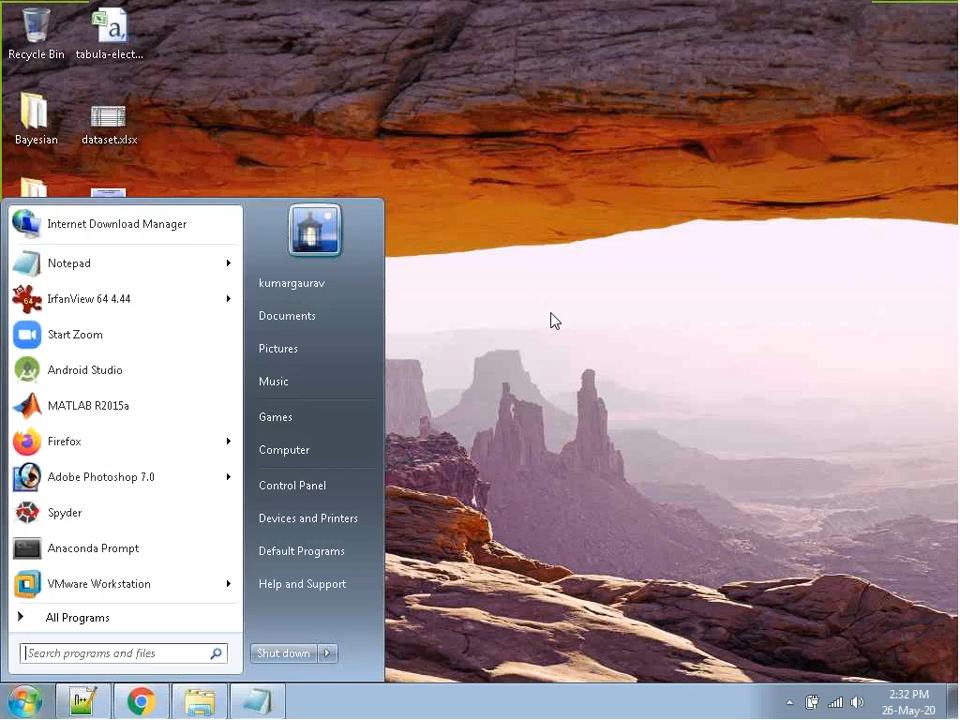 Recycle Bin
tabula-elect...
Bayesian
dataset.xlsx
Internet Download Manager
Notepad
IrfanView 64 4.44
Start Zoom
Android Studio
MATLAB R2015a
Firefox
Adobe Photoshop 7.0
Spyder
Anaconda Prompt
VMware Workstation
All Programs
Search programs and files
kumargaurav
Documents
Pictures
Music
Games
Computer
Control Panel
Devices and Printers
Default Programs
Help and Support
Shut down
2:32 PM
26-May-20